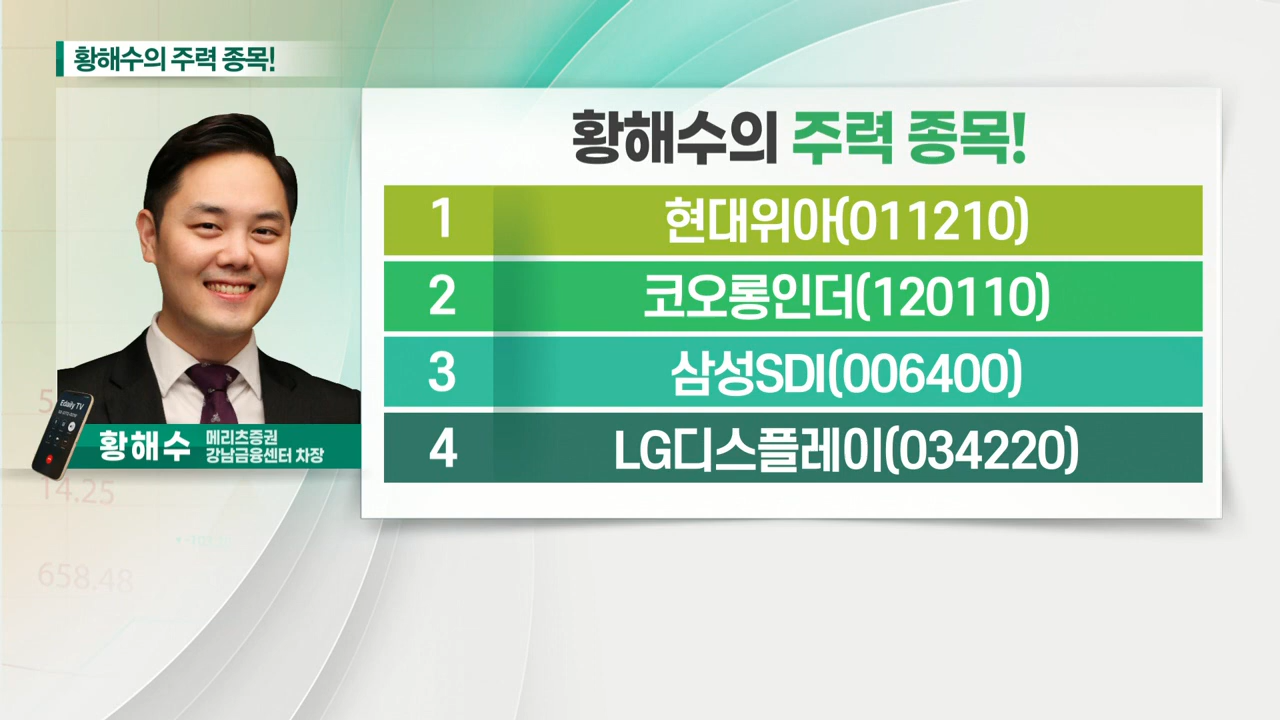 황해수의 주력 종목!
황해수의 주력 종목!
1 현대위아(011210)
2 코오롱인더(120110)
3 삼성SDI(006400)
4 LG디스플레이(034220)
Edaily TV
황해수 메리츠증권
강남금융센터 차장
14.25
658.48